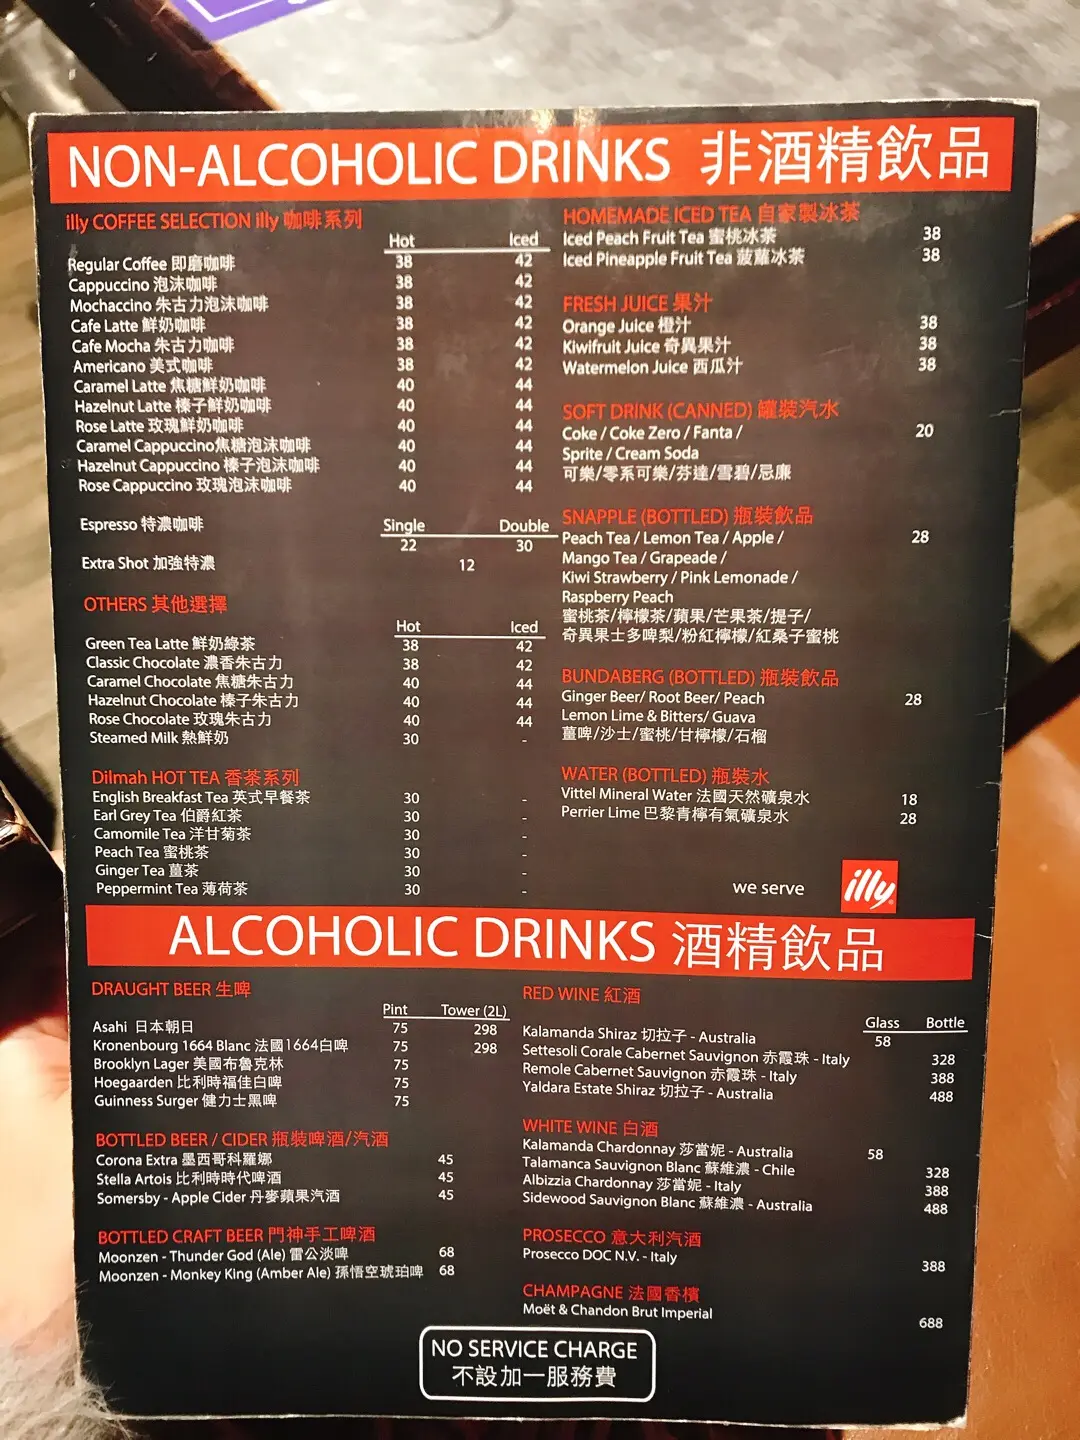 NON-ALCOHOLIC DRINKS 非酒精飲品
illy COFFEE SELECTION illy 咖啡系列
Hot Iced
Regular Coffee 即磨咖啡 38 42
Cappuccino 泡沫咖啡 38 42
Mochaccino 朱古力泡沫咖啡 38 42
Cafe Latte 鮮奶咖啡 38 42
Cafe Mocha 朱古力咖啡 38 42
Americano 美式咖啡 38 42
Caramel Latte 焦糖鮮奶咖啡 40 44
Hazelnut Latte 榛子鮮奶咖啡 40 44
Rose Latte 玫瑰鮮奶咖啡 40 44
Caramel Cappuccino焦糖泡沫咖啡 40 44
Hazelnut Cappuccino 榛子泡沫咖啡 40 44
Rose Cappuccino 玫瑰泡沫咖啡 40 44
Single Double
Espresso 特濃咖啡 22 30
Extra Shot 加強特濃 12
OTHERS 其他選擇
Hot Iced
Green Tea Latte 鮮奶綠茶 38 42
Classic Chocolate 濃香朱古力 38 42
Caramel Chocolate 焦糖朱古力 40 44
Hazelnut Chocolate 榛子朱古力 40 44
Rose Chocolate 玫瑰朱古力 40 44
Steamed Milk 熱鮮奶 30 -
Dilmah HOT TEA 香茶系列
English Breakfast Tea 英式早餐茶 30 -
Earl Grey Tea 伯爵紅茶 30 -
Camomile Tea 洋甘菊茶 30 -
Peach Tea 蜜桃茶 30 -
Ginger Tea 薑茶 30 -
Peppermint Tea 薄荷茶 30 -
HOMEMADE ICED TEA 自家製冰茶
Iced Peach Fruit Tea 蜜桃冰茶 38
Iced Pineapple Fruit Tea 菠蘿冰茶 38
FRESH JUICE 果汁
Orange Juice 橙汁 38
Kiwifruit Juice 奇異果汁 38
Watermelon Juice 西瓜汁 38
SOFT DRINK (CANNED) 罐裝汽水
Coke / Coke Zero / Fanta / 20
Sprite / Cream Soda
可樂/零系可樂/芬達/雪碧/忌廉
SNAPPLE (BOTTLED) 瓶裝飲品
Peach Tea / Lemon Tea / Apple / 28
Mango Tea / Grapeade /
Kiwi Strawberry / Pink Lemonade /
Raspberry Peach
蜜桃茶/檸檬茶/蘋果/芒果茶/提子/
奇異果士多啤梨/粉紅檸檬/紅桑子蜜桃
BUNDABERG (BOTTLED) 瓶裝飲品
Ginger Beer/ Root Beer/ Peach 28
Lemon Lime & Bitters/ Guava
薑啤/沙士/蜜桃/甘檸檬/石榴
WATER (BOTTLED) 瓶裝水
Vittel Mineral Water 法國天然礦泉水 18
Perrier Lime 巴黎青檸有氣礦泉水 28
we serve illy
ALCOHOLIC DRINKS 酒精飲品
DRAUGHT BEER 生啤
Pint Tower (2L)
Asahi 日本朝日 75 298
Kronenbourg 1664 Blanc 法國1664白啤 75 298
Brooklyn Lager 美國布魯克林 75
Hoegaarden 比利時福佳白啤 75
Guinness Surger 健力士黑啤 75
BOTTLED BEER / CIDER 瓶裝啤酒/汽酒
Corona Extra 墨西哥科羅娜 45
Stella Artois 比利時時代啤酒 45
Somersby - Apple Cider 丹麥蘋果汽酒 45
BOTTLED CRAFT BEER 門神手工啤酒
Moonzen - Thunder God (Ale) 雷公淡啤 68
Moonzen - Monkey King (Amber Ale) 孫悟空琥珀啤 68
RED WINE 紅酒
Glass Bottle
Kalamanda Shiraz 切拉子 - Australia 58
Settesoli Corale Cabernet Sauvignon 赤霞珠 - Italy 328
Remole Cabernet Sauvignon 赤霞珠 - Italy 388
Yaldara Estate Shiraz 切拉子 - Australia 488
WHITE WINE 白酒
Kalamanda Chardonnay 莎當妮 - Australia 58
Talamanca Sauvignon Blanc 蘇維濃 - Chile 328
Albizzia Chardonnay 莎當妮 - Italy 388
Sidewood Sauvignon Blanc 蘇維濃 - Australia 488
PROSECCO 意大利汽酒
Prosecco DOC N.V. - Italy 388
CHAMPAGNE 法國香檳
Moët & Chandon Brut Imperial 688
NO SERVICE CHARGE
不設加一服務費